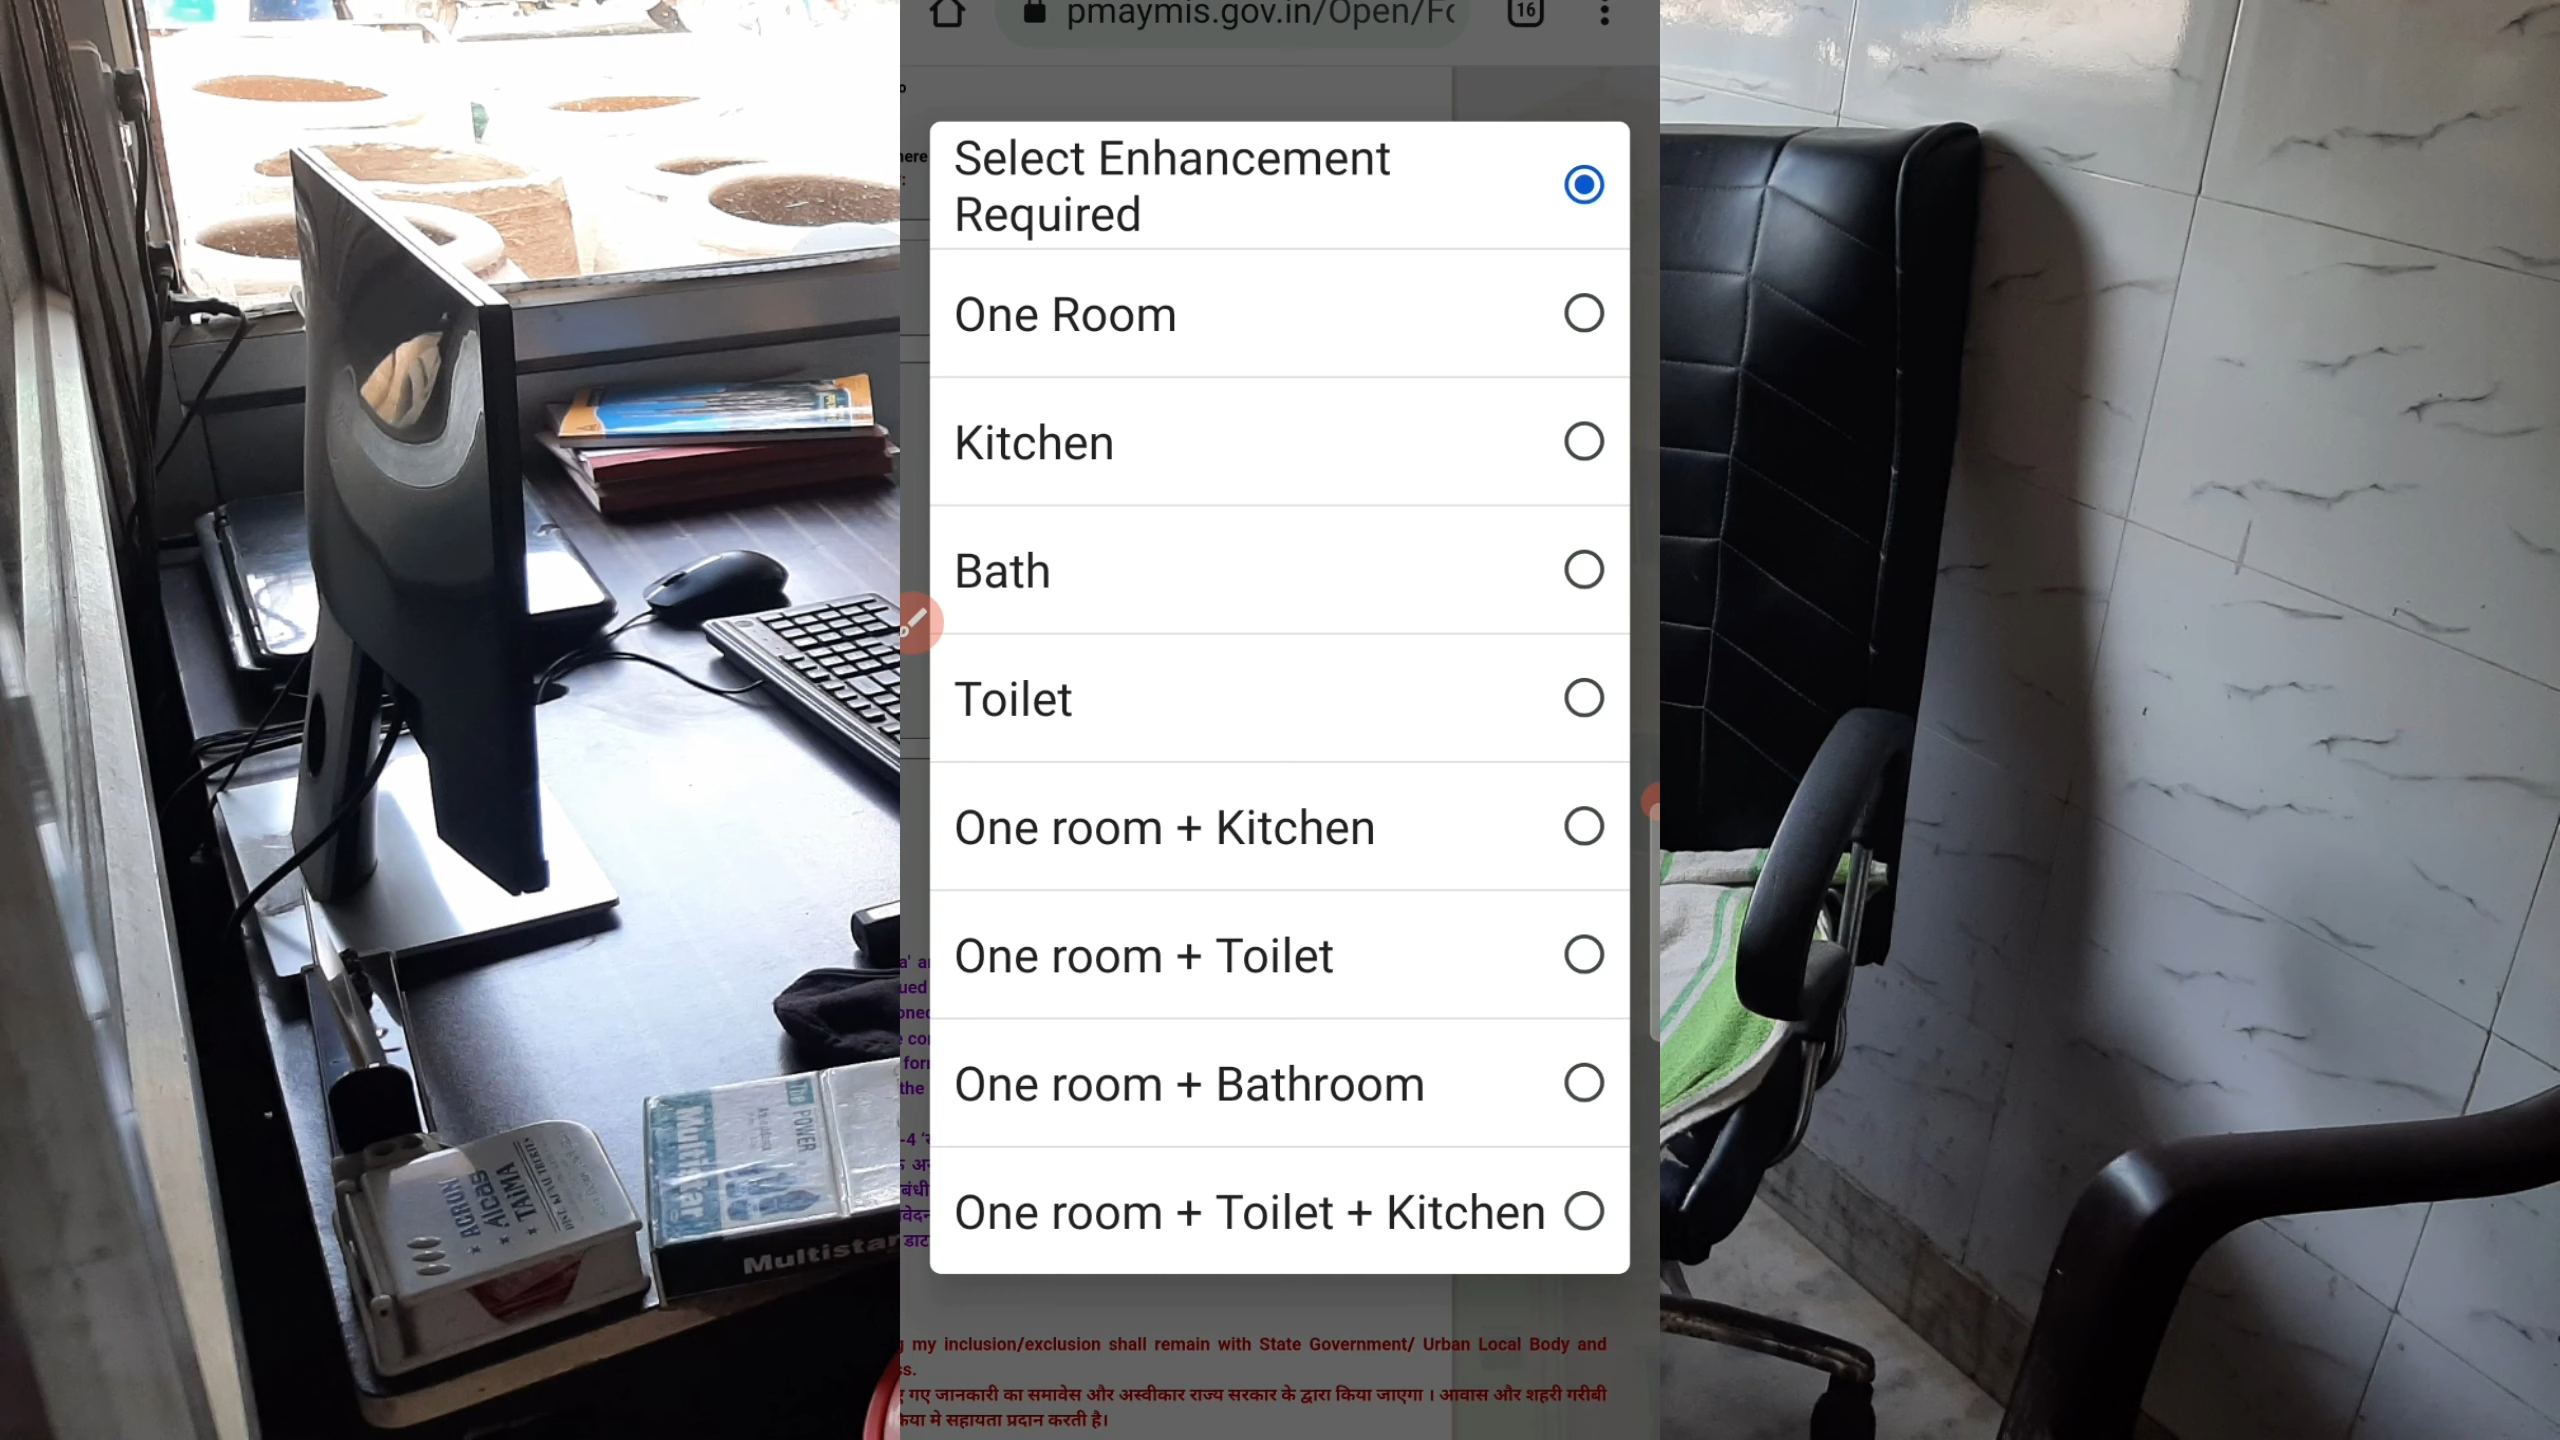 pmaymis.gov.in/Open/Fo
16
Select Enhancement
Required
One Room
Kitchen
Bath
Toilet
One room + Kitchen
One room + Toilet
One room + Bathroom
One room + Toilet + Kitchen
my inclusion/exclusion shall remain with State Government/ Urban Local Body and
गए जानकारी का समावेस और अस्वीकार राज्य सरकार के द्वारा किया जाएगा । आवास और शहरी गरीबी
मे सहायता प्रदान करती है।
* ACRON
* Alcas
* TAIMA
The POWER
Multistar
Multistar